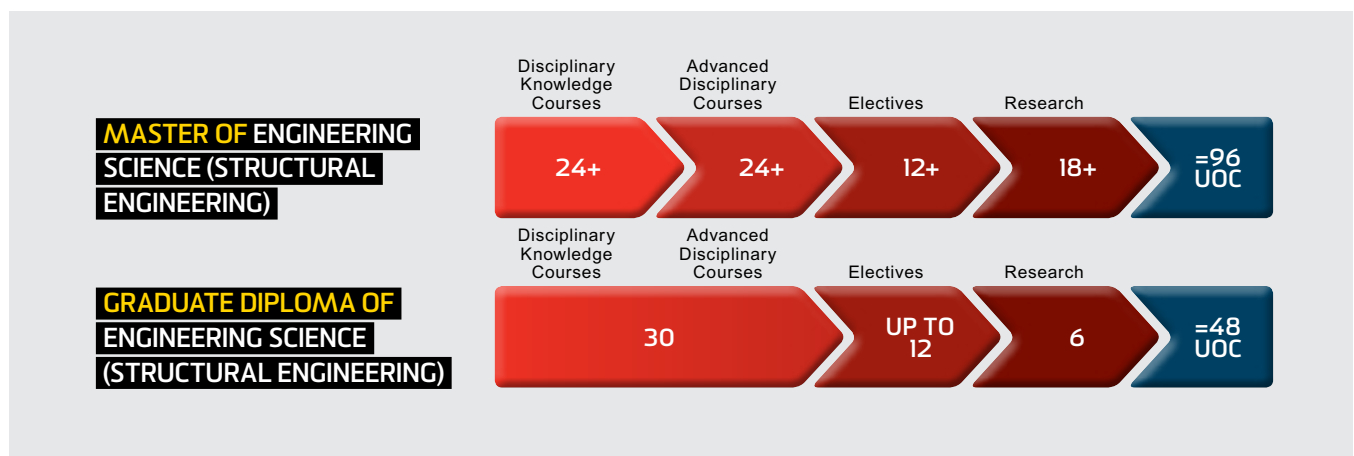 Disciplinary
Knowledge
Courses
Advanced
Disciplinary
Courses
Electives
Research
MASTER OF ENGINEERING
SCIENCE (STRUCTURAL
ENGINEERING)
24+
24+
12+
18+
=96
UOC
Disciplinary
Knowledge
Courses
Advanced
Disciplinary
Courses
Electives
Research
GRADUATE DIPLOMA OF
ENGINEERING SCIENCE
(STRUCTURAL ENGINEERING)
30
UP TO
12
6
=48
UOC